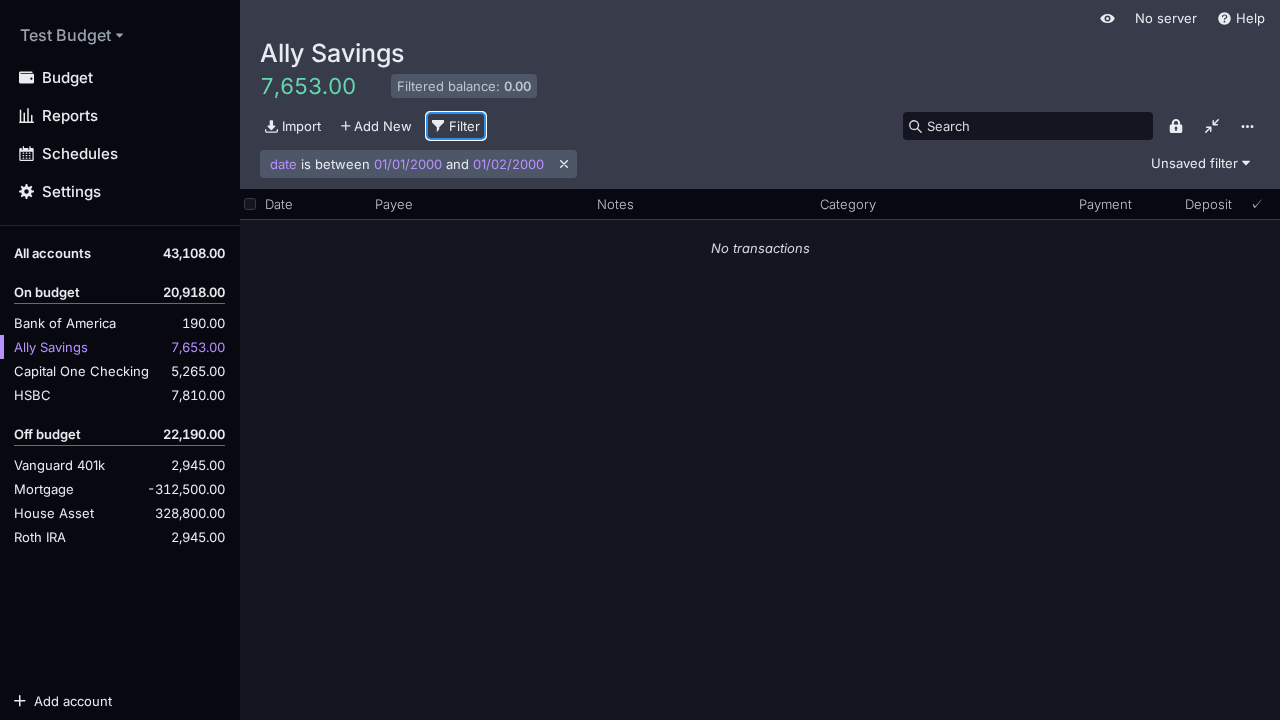 Test Budget
Budget
Reports
Schedules
Settings
All accounts 43,108.00
On budget 20,918.00
Bank of America 190.00
Ally Savings 7,653.00
Capital One Checking 5,265.00
HSBC 7,810.00
Off budget 22,190.00
Vanguard 401k 2,945.00
Mortgage -312,500.00
House Asset 328,800.00
Roth IRA 2,945.00
Add account
No server Help
Ally Savings
7,653.00 Filtered balance: 0.00
Import Add New Filter Search
date is between 01/01/2000 and 01/02/2000 Unsaved filter
Date Payee Notes Category Payment Deposit ✓
No transactions